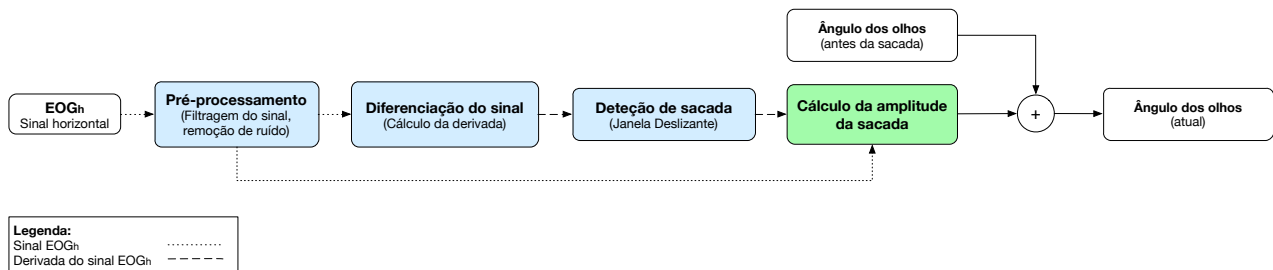 Ângulo dos olhos
(antes da sacada)
EOGh
Sinal horizontal
Pré-processamento
(Filtragem do sinal,
remoção de ruído)
Diferenciação do sinal
(Cálculo da derivada)
Deteção de sacada
(Janela Deslizante)
Cálculo da amplitude
da sacada
+
Ângulo dos olhos
(atual)
Legenda:
Sinal EOGh
Derivada do sinal EOGh